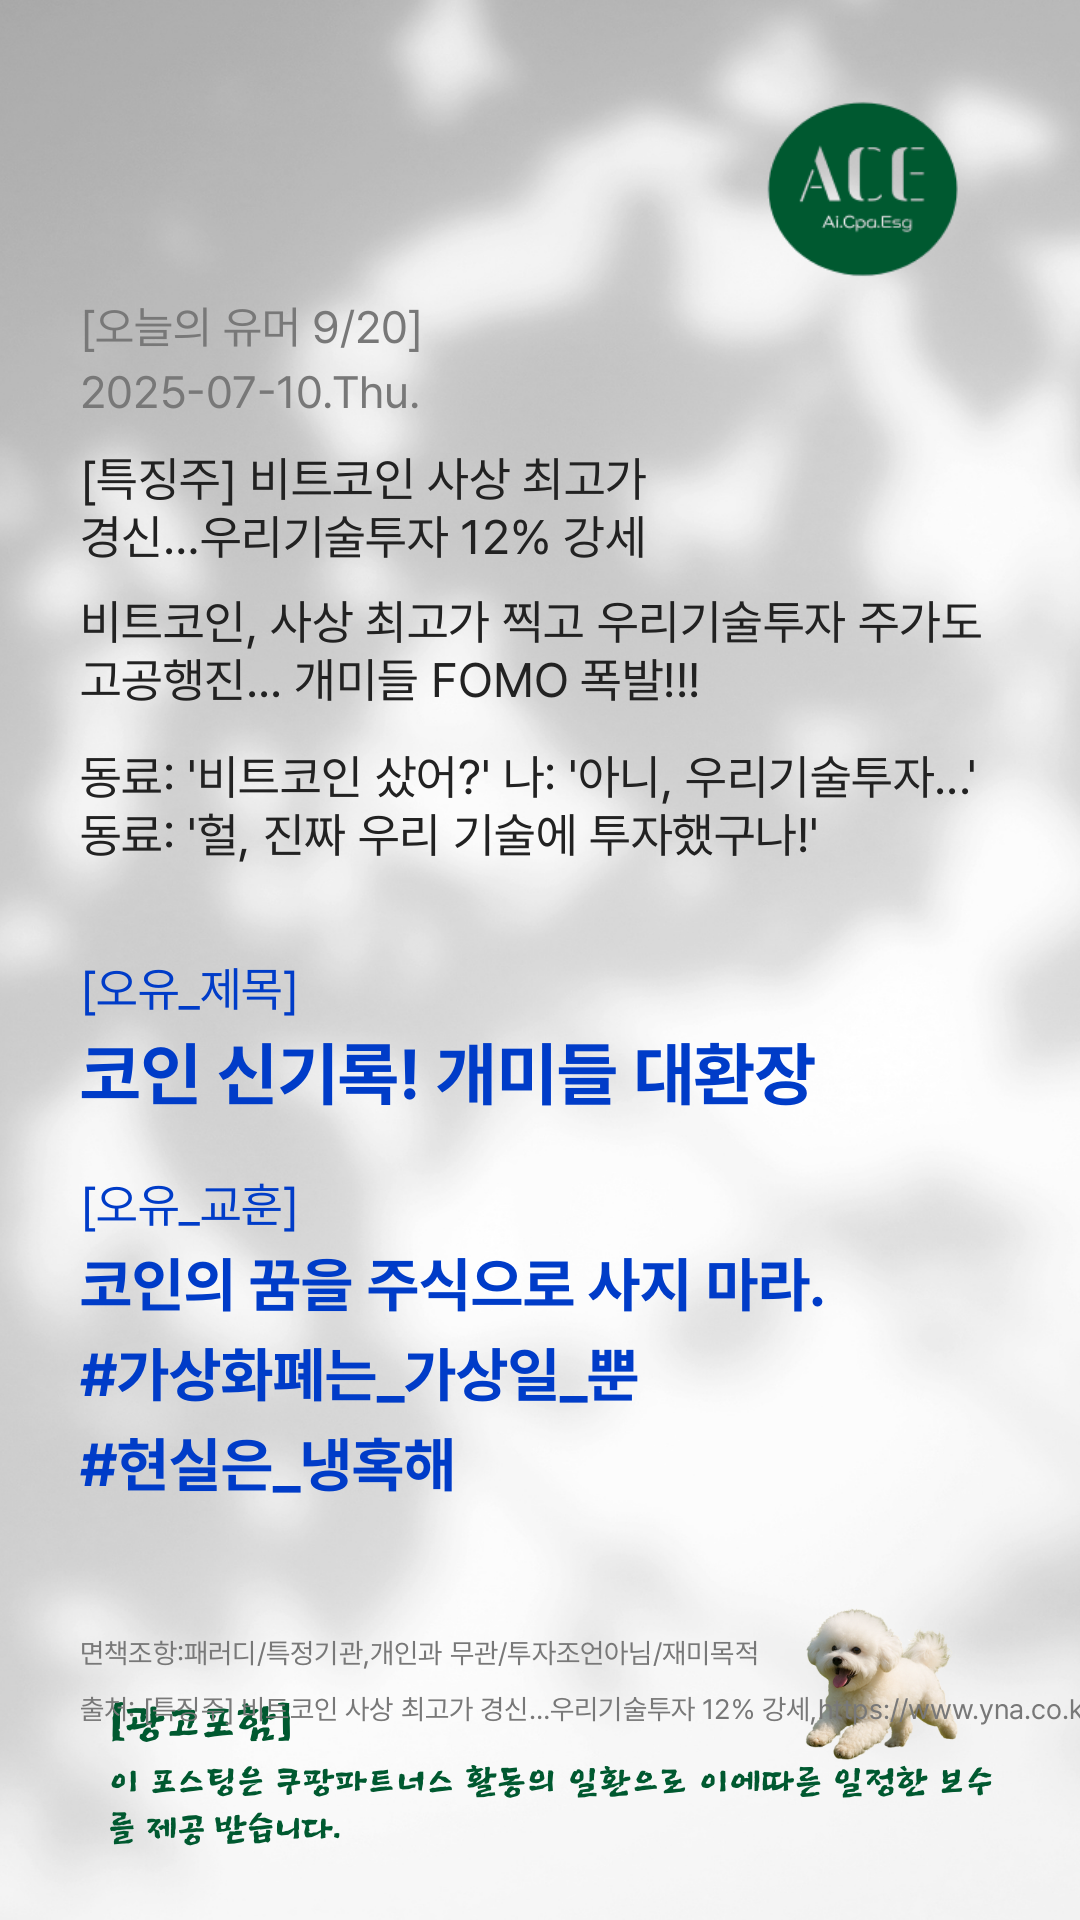 ACE
Ai.Cpa.Esg
[오늘의 유머 9/20]
2025-07-10.Thu.
[특징주] 비트코인 사상 최고가
경신…우리기술투자 12% 강세
비트코인, 사상 최고가 찍고 우리기술투자 주가도
고공행진... 개미들 FOMO 폭발!!!
동료: '비트코인 샀어?' 나: '아니, 우리기술투자...'
동료: '헐, 진짜 우리 기술에 투자했구나!'
[오유_제목]
코인 신기록! 개미들 대환장
[오유_교훈]
코인의 꿈을 주식으로 사지 마라.
#가상화폐는_가상일_뿐
#현실은_냉혹해
면책조항:패러디/특정기관,개인과 무관/투자조언아님/재미목적
출처: [특징주] 비트코인 사상 최고가 경신…우리기술투자 12% 강세,https://www.yna.co.k
[광고포함]
이 포스팅은 쿠팡파트너스 활동의 일환으로 이에따른 일정한 보수
를 제공 받습니다.